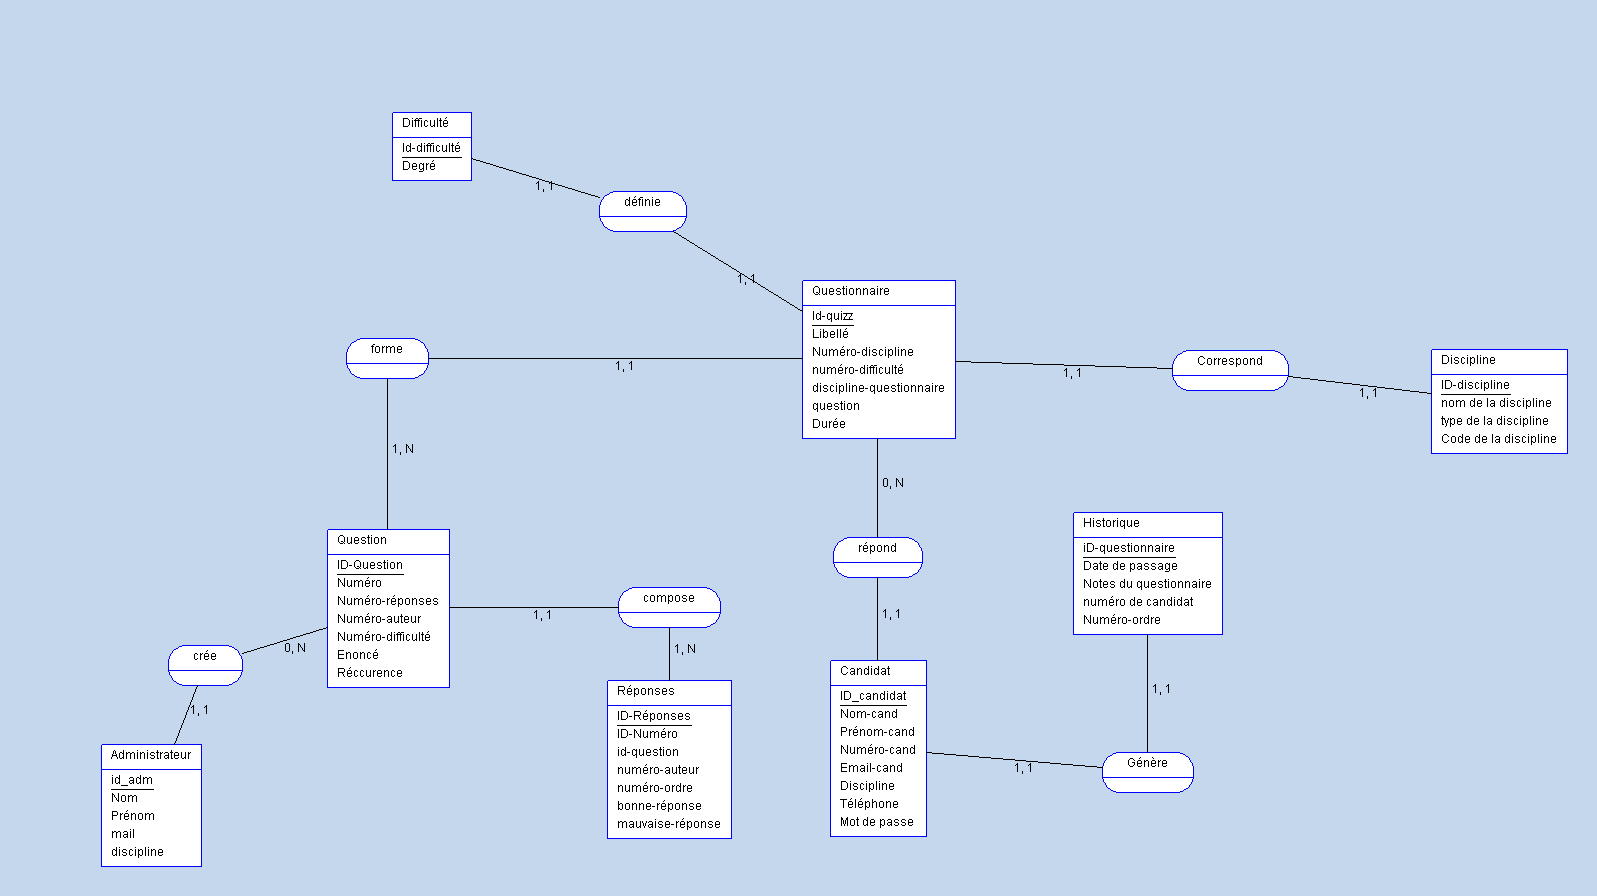 Difficulté
Id-difficulté
Degré
1, 1
définie
1, 1
Questionnaire
Id-quizz
Libellé
Numéro-discipline
numéro-difficulté
discipline-questionnaire
question
Durée
forme
1, 1
1, 1
Correspond
1, 1
Discipline
ID-discipline
nom de la discipline
type de la discipline
Code de la discipline
1, N
0, N
Question
ID-Question
Numéro
Numéro-réponses
Numéro-auteur
Numéro-difficulté
Enoncé
Réccurence
répond
Historique
iD-questionnaire
Date de passage
Notes du questionnaire
numéro de candidat
Numéro-ordre
compose
1, 1
1, 1
crée
0, N
1, N
1, 1
Réponses
ID-Réponses
ID-Numéro
id-question
numéro-auteur
numéro-ordre
bonne-réponse
mauvaise-réponse
Candidat
ID_candidat
Nom-cand
Prénom-cand
Numéro-cand
Email-cand
Discipline
Téléphone
Mot de passe
1, 1
1, 1
Génère
Administrateur
id_adm
Nom
Prénom
mail
discipline